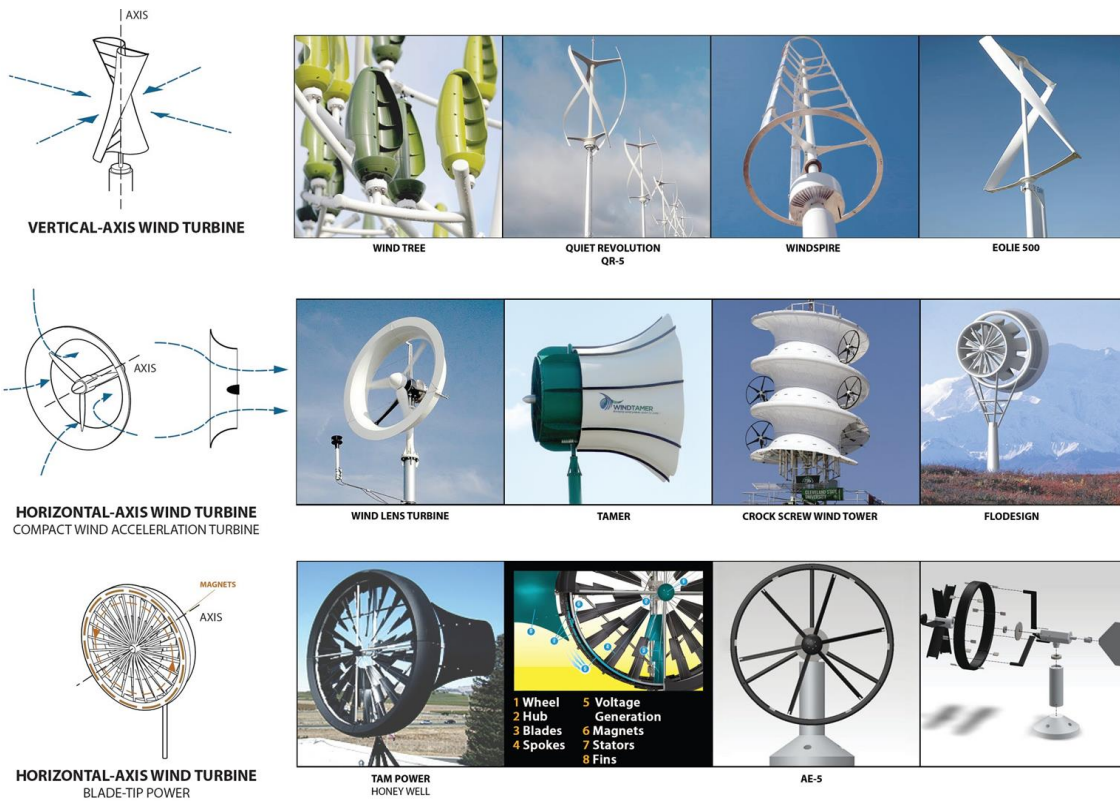 AXIS
VERTICAL-AXIS WIND TURBINE
WIND TREE
QUIET REVOLUTION
QR-5
WINDSPIRE
EOLIE 500
AXIS
HORIZONTAL-AXIS WIND TURBINE
COMPACT WIND ACCELERLATION TURBINE
WINDTAMER
WIND LENS TURBINE
TAMER
CROCK SCREW WIND TOWER
FLODESIGN
MAGNETS
AXIS
HORIZONTAL-AXIS WIND TURBINE
BLADE-TIP POWER
1 Wheel
2 Hub
3 Blades
4 Spokes
5 Voltage
Generation
6 Magnets
7 Stators
8 Fins
TAM POWER
HONEY WELL
AE-5